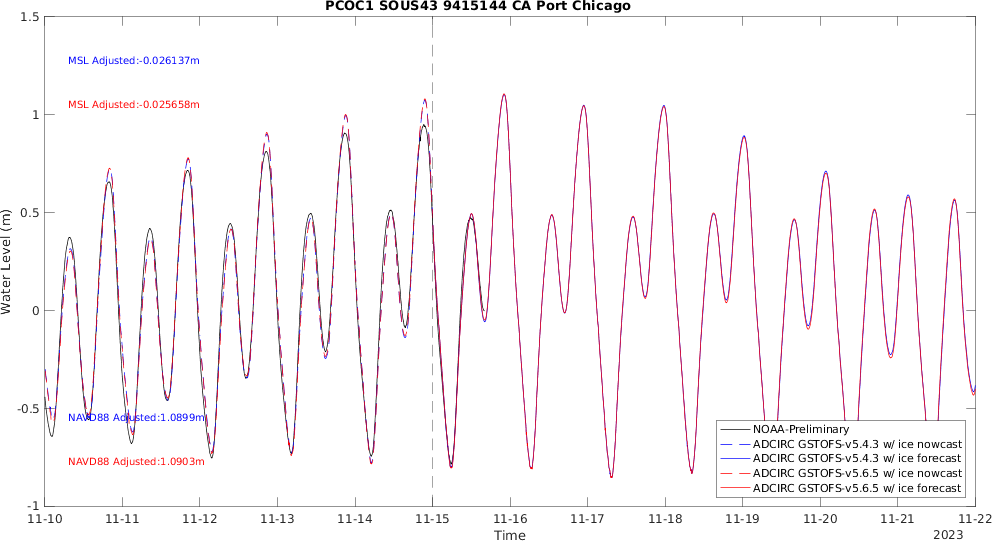 PCOC1 SOUS43 9415144 CA Port Chicago
1.5
MSL Adjusted:-0.026137m
MSL Adjusted:-0.025658m
1
0.5
Water Level (m)
0
-0.5
NAVD88 Adjusted:1.0899m
NAVD88 Adjusted:1.0903m
-1
NOAA-Preliminary
ADCIRC GSTOFS-v5.4.3 w/ ice nowcast
ADCIRC GSTOFS-v5.4.3 w/ ice forecast
ADCIRC GSTOFS-v5.6.5 w/ ice nowcast
ADCIRC GSTOFS-v5.6.5 w/ ice forecast
11-10 11-11 11-12 11-13 11-14 11-15 11-16 11-17 11-18 11-19 11-20 11-21 11-22
Time
2023